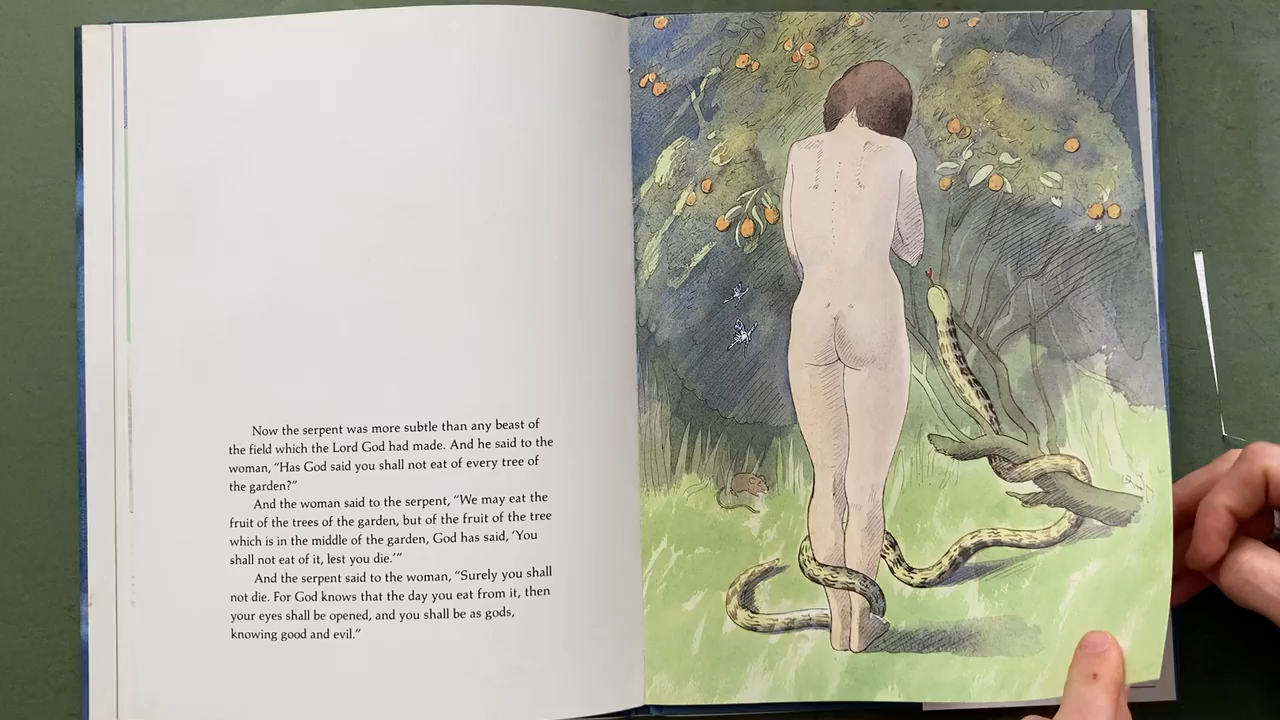 Now the serpent was more subtle than any beast of
the field which the Lord God had made. And he said to the
woman, “Has God said you shall not eat of every tree of
the garden?”
And the woman said to the serpent, “We may eat the
fruit of the trees of the garden, but of the fruit of the tree
which is in the middle of the garden, God has said, ‘You
shall not eat of it, lest you die.’”
And the serpent said to the woman, “Surely you shall
not die. For God knows that the day you eat from it, then
your eyes shall be opened, and you shall be as gods,
knowing good and evil.”